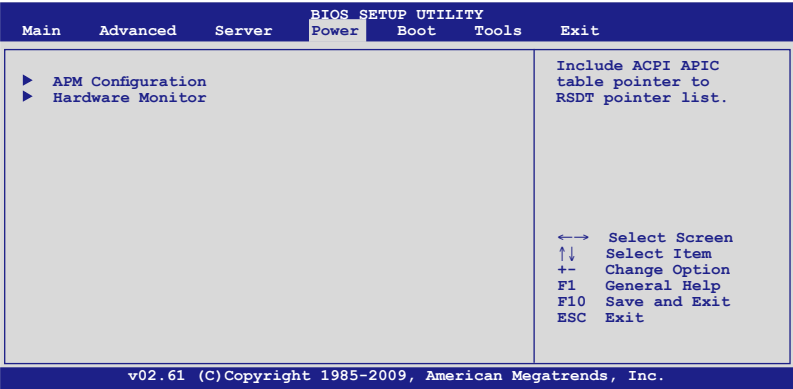 BIOS SETUP UTILITY
Main Advanced Server Power Boot Tools Exit
▶ APM Configuration
▶ Hardware Monitor
Include ACPI APIC
table pointer to
RSDT pointer list.
←→ Select Screen
↑↓ Select Item
+- Change Option
F1 General Help
F10 Save and Exit
ESC Exit
v02.61 (C)Copyright 1985-2009, American Megatrends, Inc.